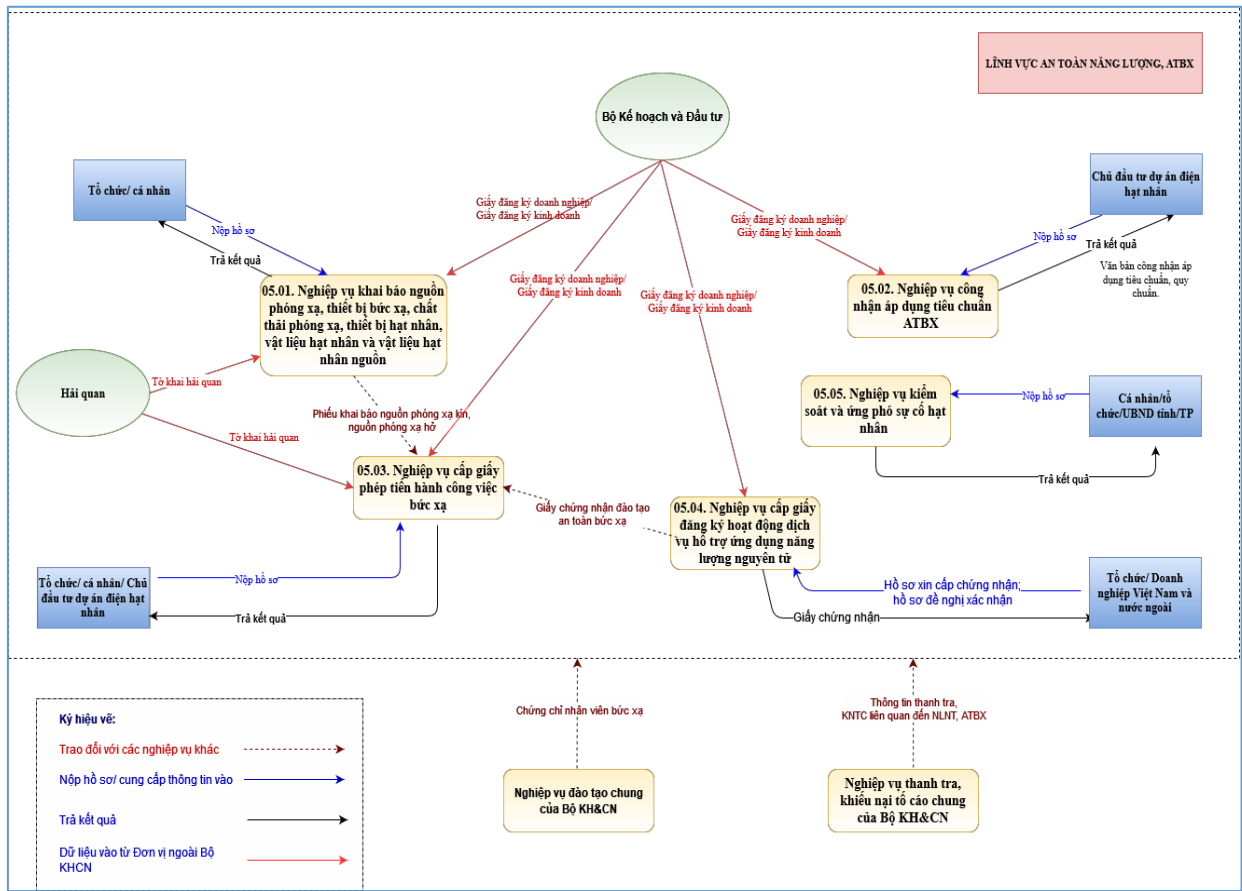 LĨNH VỰC AN TOÀN NĂNG LƯỢNG, ATBX
Bộ Kế hoạch và Đầu tư
Tổ chức/ cá nhân
Chủ đầu tư dự án điện
hạt nhân
Giấy đăng ký doanh nghiệp/
Giấy đăng ký kinh doanh
Giấy đăng ký doanh nghiệp/
Giấy đăng ký kinh doanh
Nộp hồ sơ
Nộp hồ sơ
Trả kết quả
Trả kết quả
Văn bản công nhận áp
dụng tiêu chuẩn, quy
chuẩn.
05.01. Nghiệp vụ khai báo nguồn
phóng xạ, thiết bị bức xạ, chất
thải phóng xạ, thiết bị hạt nhân,
vật liệu hạt nhân và vật liệu hạt
nhân nguồn
Giấy đăng ký doanh nghiệp/
Giấy đăng ký kinh doanh
Giấy đăng ký doanh nghiệp/
Giấy đăng ký kinh doanh
05.02. Nghiệp vụ công
nhận áp dụng tiêu chuẩn
ATBX
Hải quan
Tờ khai hải quan
Tờ khai hải quan
Phiếu khai báo nguồn phóng xạ kín,
nguồn phóng xạ hở
05.05. Nghiệp vụ kiểm
soát và ứng phó sự cố hạt
nhân
Nộp hồ sơ
Cá nhân/tổ
chức/UBND tỉnh/TP
Trả kết quả
05.03. Nghiệp vụ cấp giấy
phép tiến hành công việc
bức xạ
Giấy chứng nhận đào tạo
an toàn bức xạ
05.04. Nghiệp vụ cấp giấy
đăng ký hoạt động dịch
vụ hỗ trợ ứng dụng năng
lượng nguyên tử
Tổ chức/ cá nhân/ Chủ
đầu tư dự án điện hạt
nhân
Nộp hồ sơ
Trả kết quả
Hồ sơ xin cấp chứng nhận;
hồ sơ đề nghị xác nhận
Giấy chứng nhận
Tổ chức/ Doanh
nghiệp Việt Nam và
nước ngoài
Chứng chỉ nhân viên bức xạ
Thông tin thanh tra,
KNTC liên quan đến NLNT, ATBX
Nghiệp vụ đào tạo chung
của Bộ KH&CN
Nghiệp vụ thanh tra,
khiếu nại tố cáo chung
của Bộ KH&CN
Ký hiệu vẽ:
Trao đổi với các nghiệp vụ khác
Nộp hồ sơ/ cung cấp thông tin vào
Trả kết quả
Dữ liệu vào từ Đơn vị ngoài Bộ
KHCN